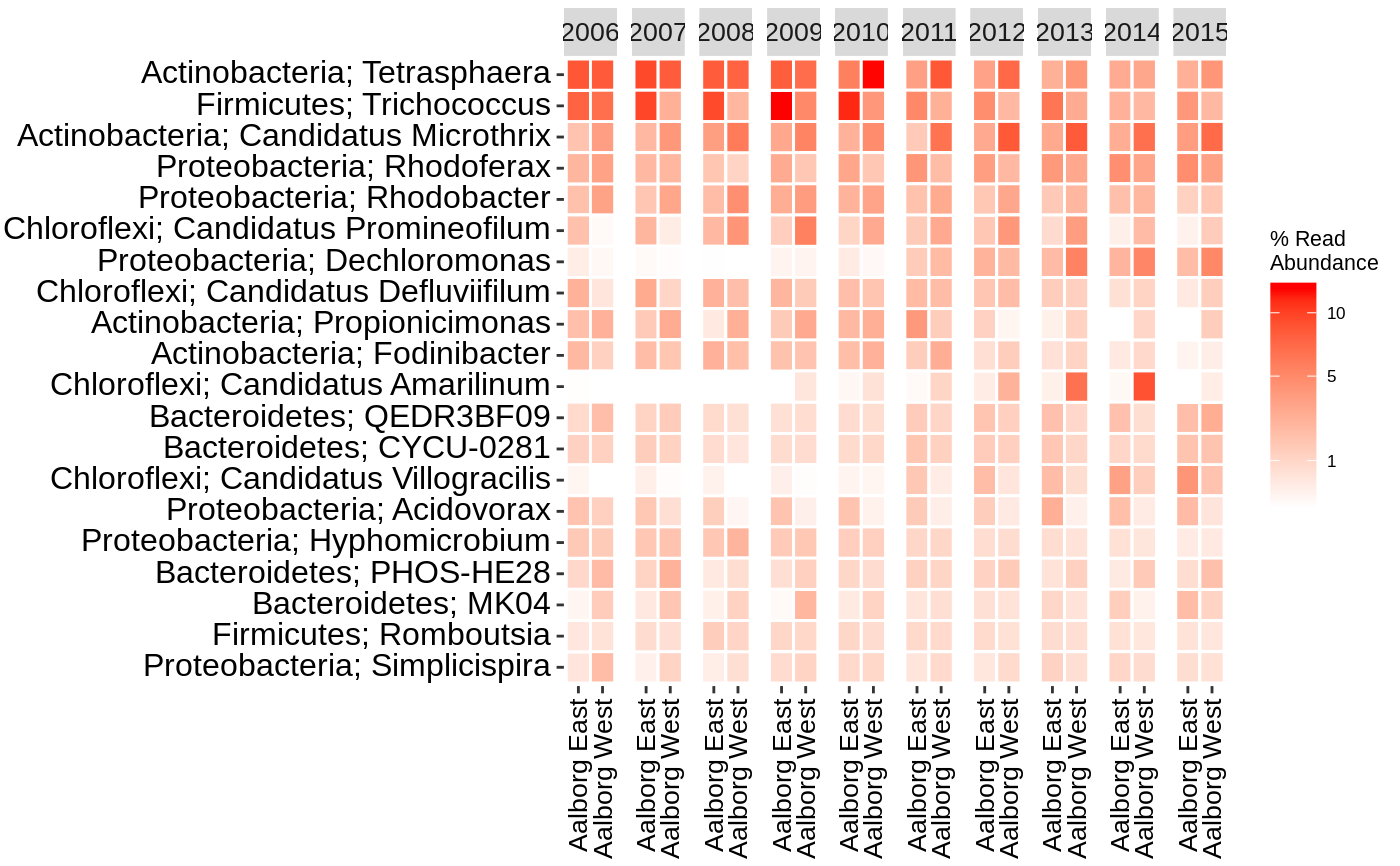 2006 2007 2008 2009 2010 2011 2012 2013 2014 2015
Actinobacteria; Tetrasphaera
Firmicutes; Trichococcus
Actinobacteria; Candidatus Microthrix
Proteobacteria; Rhodoferax
Proteobacteria; Rhodobacter
Chloroflexi; Candidatus Promineofilum
Proteobacteria; Dechloromonas
Chloroflexi; Candidatus Defluviifilum
Actinobacteria; Propionicimonas
Actinobacteria; Fodinibacter
Chloroflexi; Candidatus Amarilinum
Bacteroidetes; QEDR3BF09
Bacteroidetes; CYCU-0281
Chloroflexi; Candidatus Villogracilis
Proteobacteria; Acidovorax
Proteobacteria; Hyphomicrobium
Bacteroidetes; PHOS-HE28
Bacteroidetes; MK04
Firmicutes; Romboutsia
Proteobacteria; Simplicispira
Aalborg East
Aalborg West
Aalborg East
Aalborg West
Aalborg East
Aalborg West
Aalborg East
Aalborg West
Aalborg East
Aalborg West
Aalborg East
Aalborg West
Aalborg East
Aalborg West
Aalborg East
Aalborg West
Aalborg East
Aalborg West
Aalborg East
Aalborg West
% Read
Abundance
10
5
1